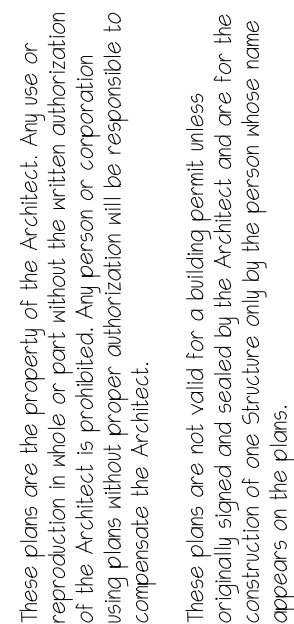 These plans are the property of the Architect. Any use or
reproduction in whole or part without the written authorization
of the Architect is prohibited. Any person or corporation
using plans without proper authorization will be responsible to
compensate the Architect.
These plans are not valid for a building permit unless
originally signed and sealed by the Architect and are for the
construction of one Structure only by the person whose name
appears on the plans.